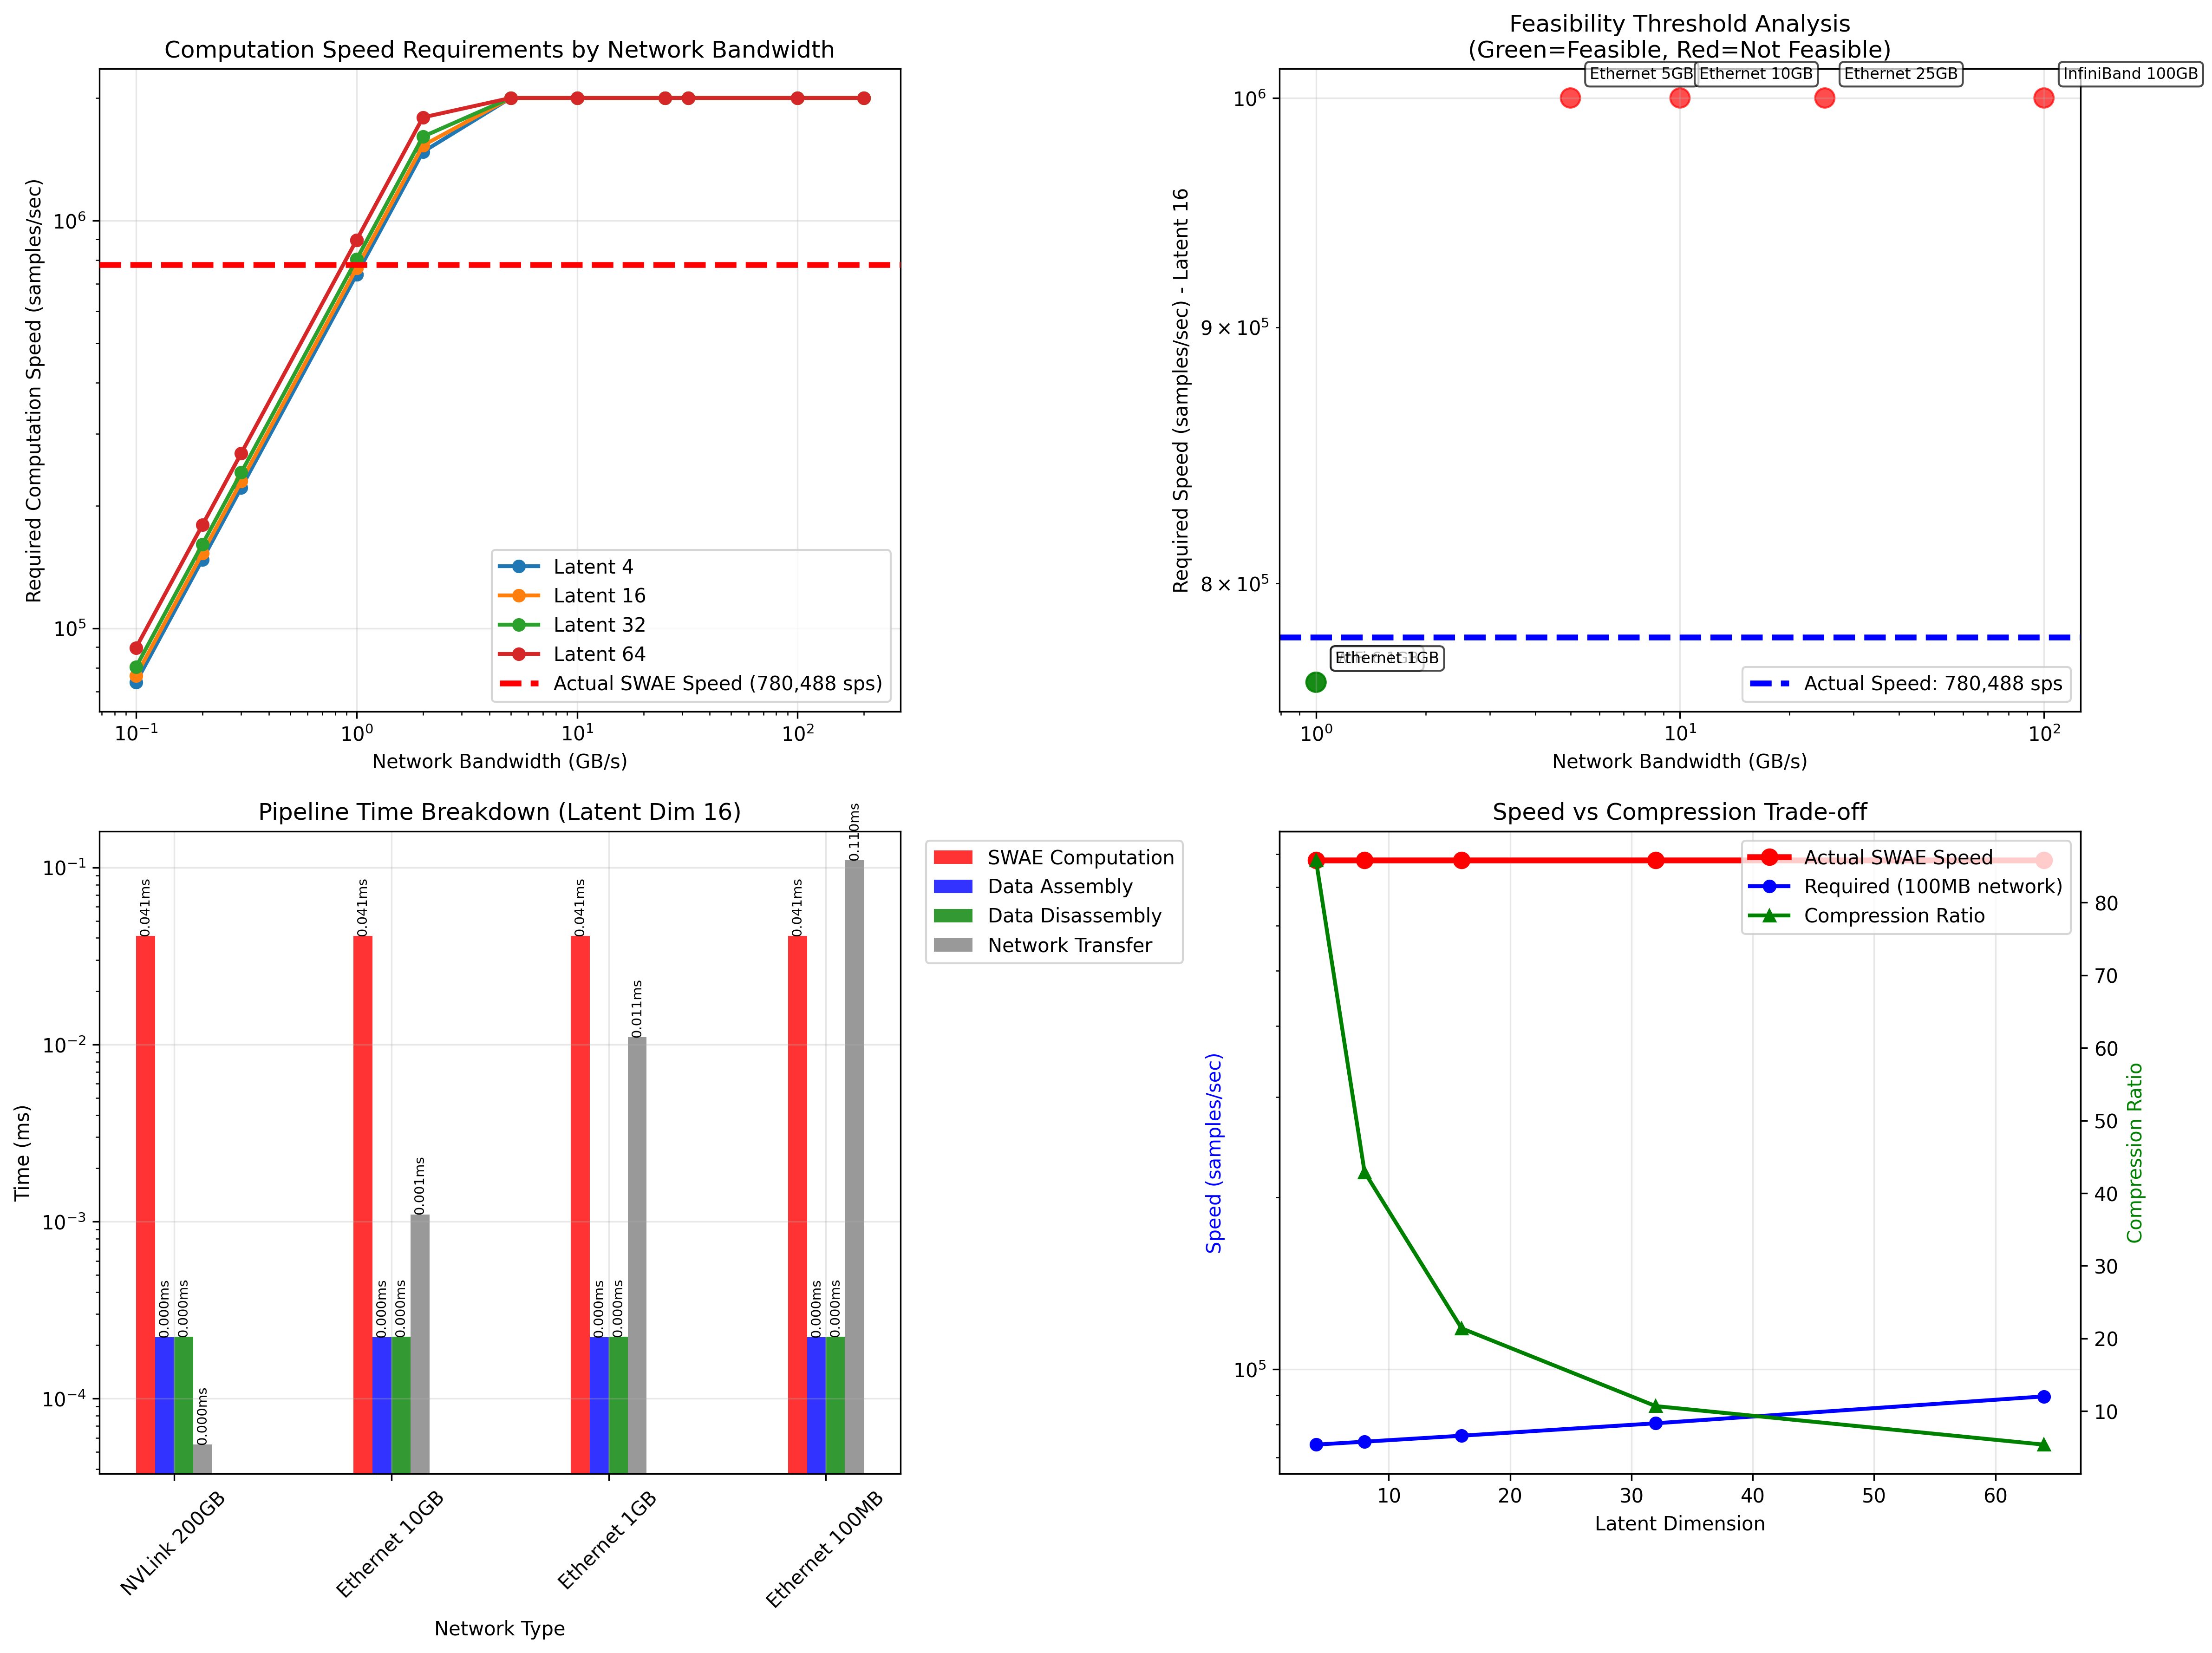 Computation Speed Requirements by Network Bandwidth
Required Computation Speed (samples/sec)
10⁶
10⁵
10⁻¹
10⁰
10¹
10²
Network Bandwidth (GB/s)
Latent 4
Latent 16
Latent 32
Latent 64
Actual SWAE Speed (780,488 sps)
Feasibility Threshold Analysis
(Green=Feasible, Red=Not Feasible)
Required Speed (samples/sec) - Latent 16
10⁶
9 × 10⁵
8 × 10⁵
Ethernet 5GB
Ethernet 10GB
Ethernet 25GB
InfiniBand 100GB
Ethernet 1GB
Actual Speed: 780,488 sps
10⁰
10¹
10²
Network Bandwidth (GB/s)
Pipeline Time Breakdown (Latent Dim 16)
Time (ms)
10⁻¹
10⁻²
10⁻³
10⁻⁴
0.041ms
0.000ms
0.000ms
0.000ms
0.041ms
0.000ms
0.000ms
0.001ms
0.041ms
0.000ms
0.000ms
0.011ms
0.041ms
0.000ms
0.000ms
0.110ms
NVLink 200GB
Ethernet 10GB
Ethernet 1GB
Ethernet 100MB
Network Type
SWAE Computation
Data Assembly
Data Disassembly
Network Transfer
Speed vs Compression Trade-off
Speed (samples/sec)
10⁵
Actual SWAE Speed
Required (100MB network)
Compression Ratio
80
70
60
50
40
30
20
10
Compression Ratio
10
20
30
40
50
60
Latent Dimension